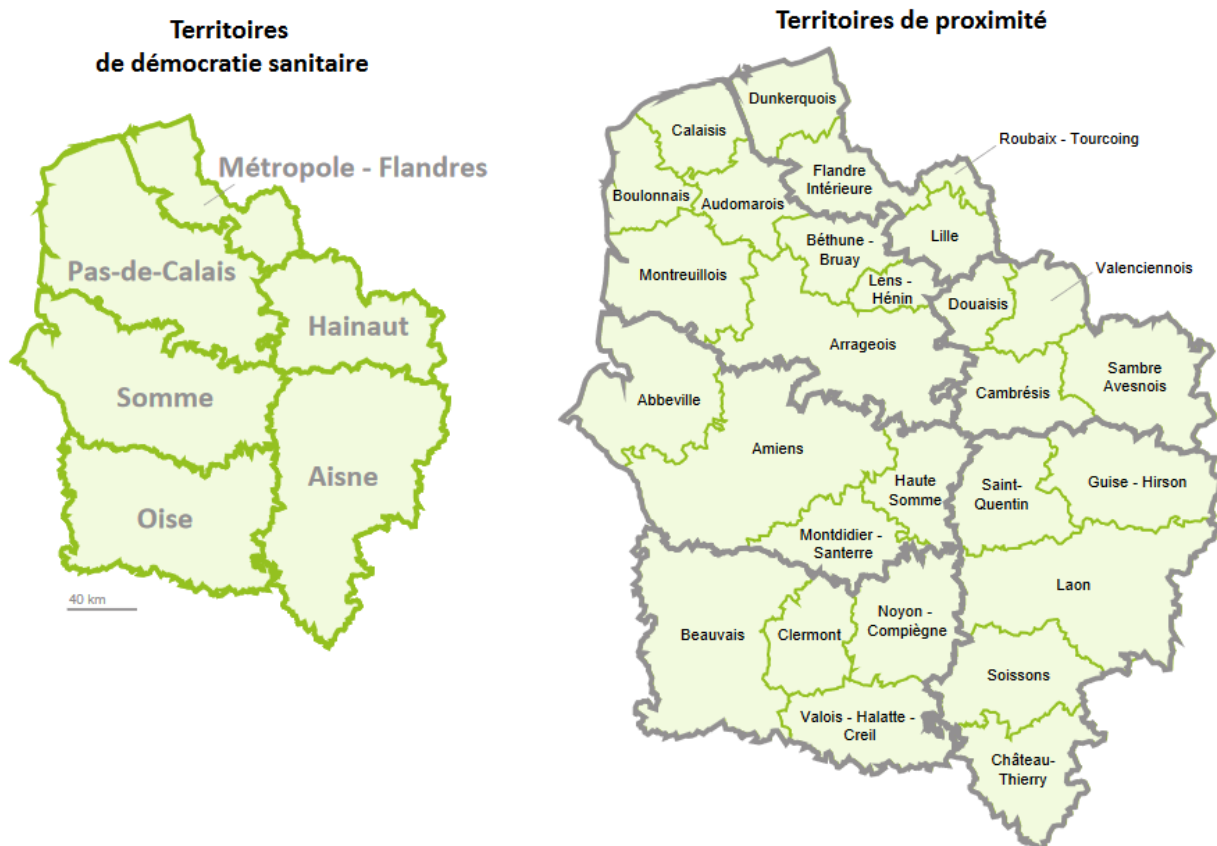 Territoires
de démocratie sanitaire
Métropole - Flandres
Pas-de-Calais
Hainaut
Somme
Aisne
Oise
40 km
Territoires de proximité
Dunkerquois
Calaisis
Roubaix - Tourcoing
Flandre
Intérieure
Boulonnais
Audomarois
Lille
Béthune -
Bruay
Montreuillois
Valenciennois
Lens -
Hénin
Douaisis
Arrageois
Sambre
Avesnois
Cambrésis
Abbeville
Amiens
Haute
Somme
Saint-
Quentin
Guise - Hirson
Montdidier -
Santerre
Laon
Noyon -
Compiègne
Beauvais
Clermont
Soissons
Valois - Halatte -
Creil
Château-
Thierry